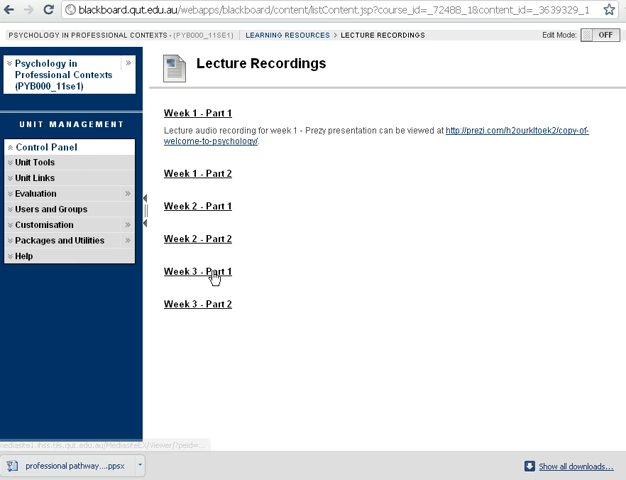 blackboard.qut.edu.au/webapps/blackboard/content/listContent.jsp?course_id=_72488_1&content_id=_3639329_1
PSYCHOLOGY IN PROFESSIONAL CONTEXTS - (PYB000_11SE1) LEARNING RESOURCES > LECTURE RECORDINGS Edit Mode: OFF
Psychology in
Professional Contexts
(PYB000_11se1)
UNIT MANAGEMENT
Control Panel
Unit Tools
Unit Links
Evaluation
Users and Groups
Customisation
Packages and Utilities
Help
Lecture Recordings
Week 1 - Part 1
Lecture audio recording for week 1 - Prezy presentation can be viewed at http://prezi.com/h2ourkltoek2/copy-of-
welcome-to-psychology/.
Week 1 - Part 2
Week 2 - Part 1
Week 2 - Part 2
Week 3 - Part 1
Week 3 - Part 2
professional pathway....ppsx
Show all downloads...